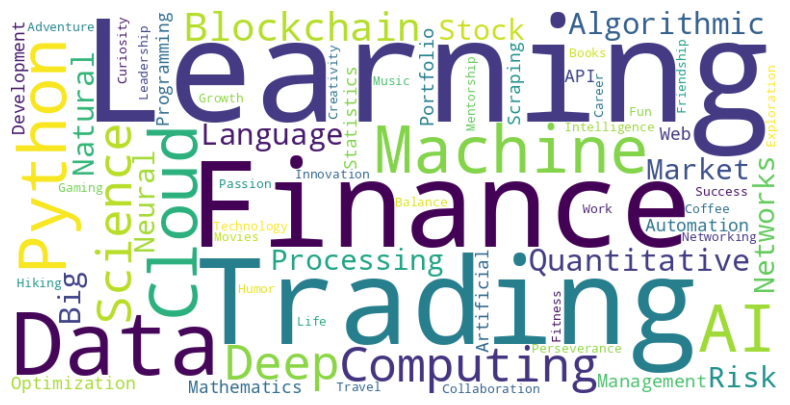 Adventure
Development
Curiosity
Leadership
Programming
Blockchain
Stock
Algorithmic
Learning
Python
Natural
Growth
Creativity
Statistics
Music
Portfolio
Mentorship
Scraping
Books
API
Career
Fun
Friendship
Exploration
Intelligence
Science
Neural
Cloud
Language
Machine
Web
Market
Networks
Gaming
Passion
Innovation
Finance
Balance
Work
Success
Coffee
Automation
Networking
Technology
Movies
Hiking
Big
Processing
Trading
Quantitative
Humor
Life
Artificial
Fitness
AI
Data
Deep
Computing
Perseverance
Optimization
Mathematics
Travel
Collaboration
Management
Risk